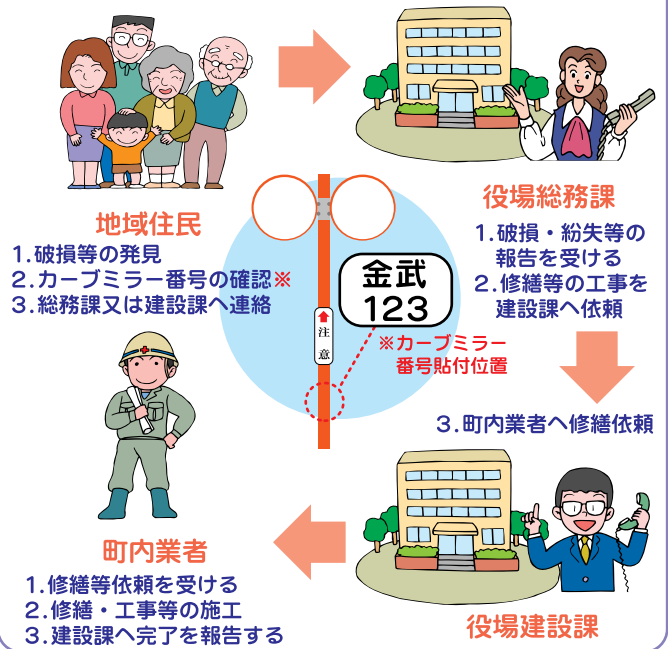 地域住民
1.破損等の発見
2.カーブミラー番号の確認※
3.総務課又は建設課へ連絡
役場総務課
1.破損・紛失等の
報告を受ける
2.修繕等の工事を
建設課へ依頼
金武
123
注意
※カーブミラー
番号貼付位置
3.町内業者へ修繕依頼
役場建設課
町内業者
1.修繕等依頼を受ける
2.修繕・工事等の施工
3.建設課へ完了を報告する